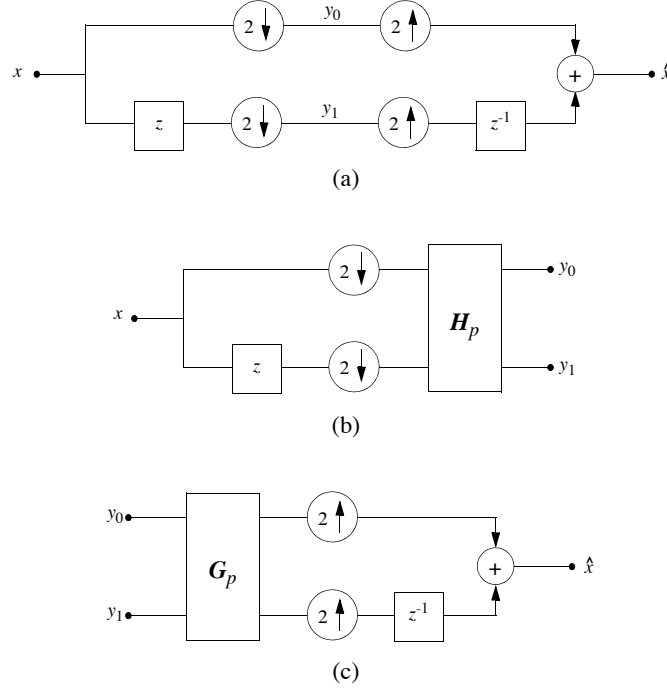 y0
2 2
x + x̂
y1
z 2 2 z-1
(a)
2 y0
x Hp
z 2 y1
(b)
y0 2
Gp + x̂
y1 2 z-1
(c)